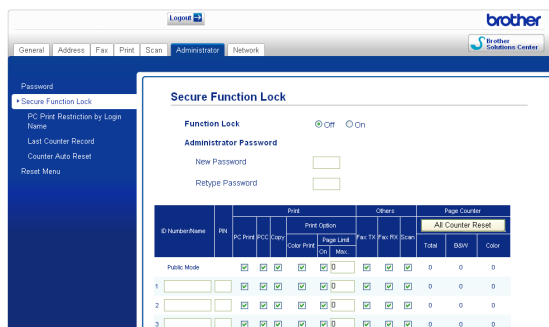 Logout
brother
General Address Fax Print Scan Administrator Network
Brother
Solutions Center
Password
Secure Function Lock
PC Print Restriction by Login
Name
Last Counter Record
Counter Auto Reset
Reset Menu
Secure Function Lock
Function Lock Off On
Administrator Password
New Password
Retype Password
Print Others Page Counter
ID Number/Name PIN PC Print PCC Copy Print Option Fax TX Fax RX Scan All Counter Reset
Color Print Page Limit Total B&W Color
On Max.
Public Mode 0 0 0 0
1 0 0 0 0
2 0 0 0 0
3 0 0 0 0